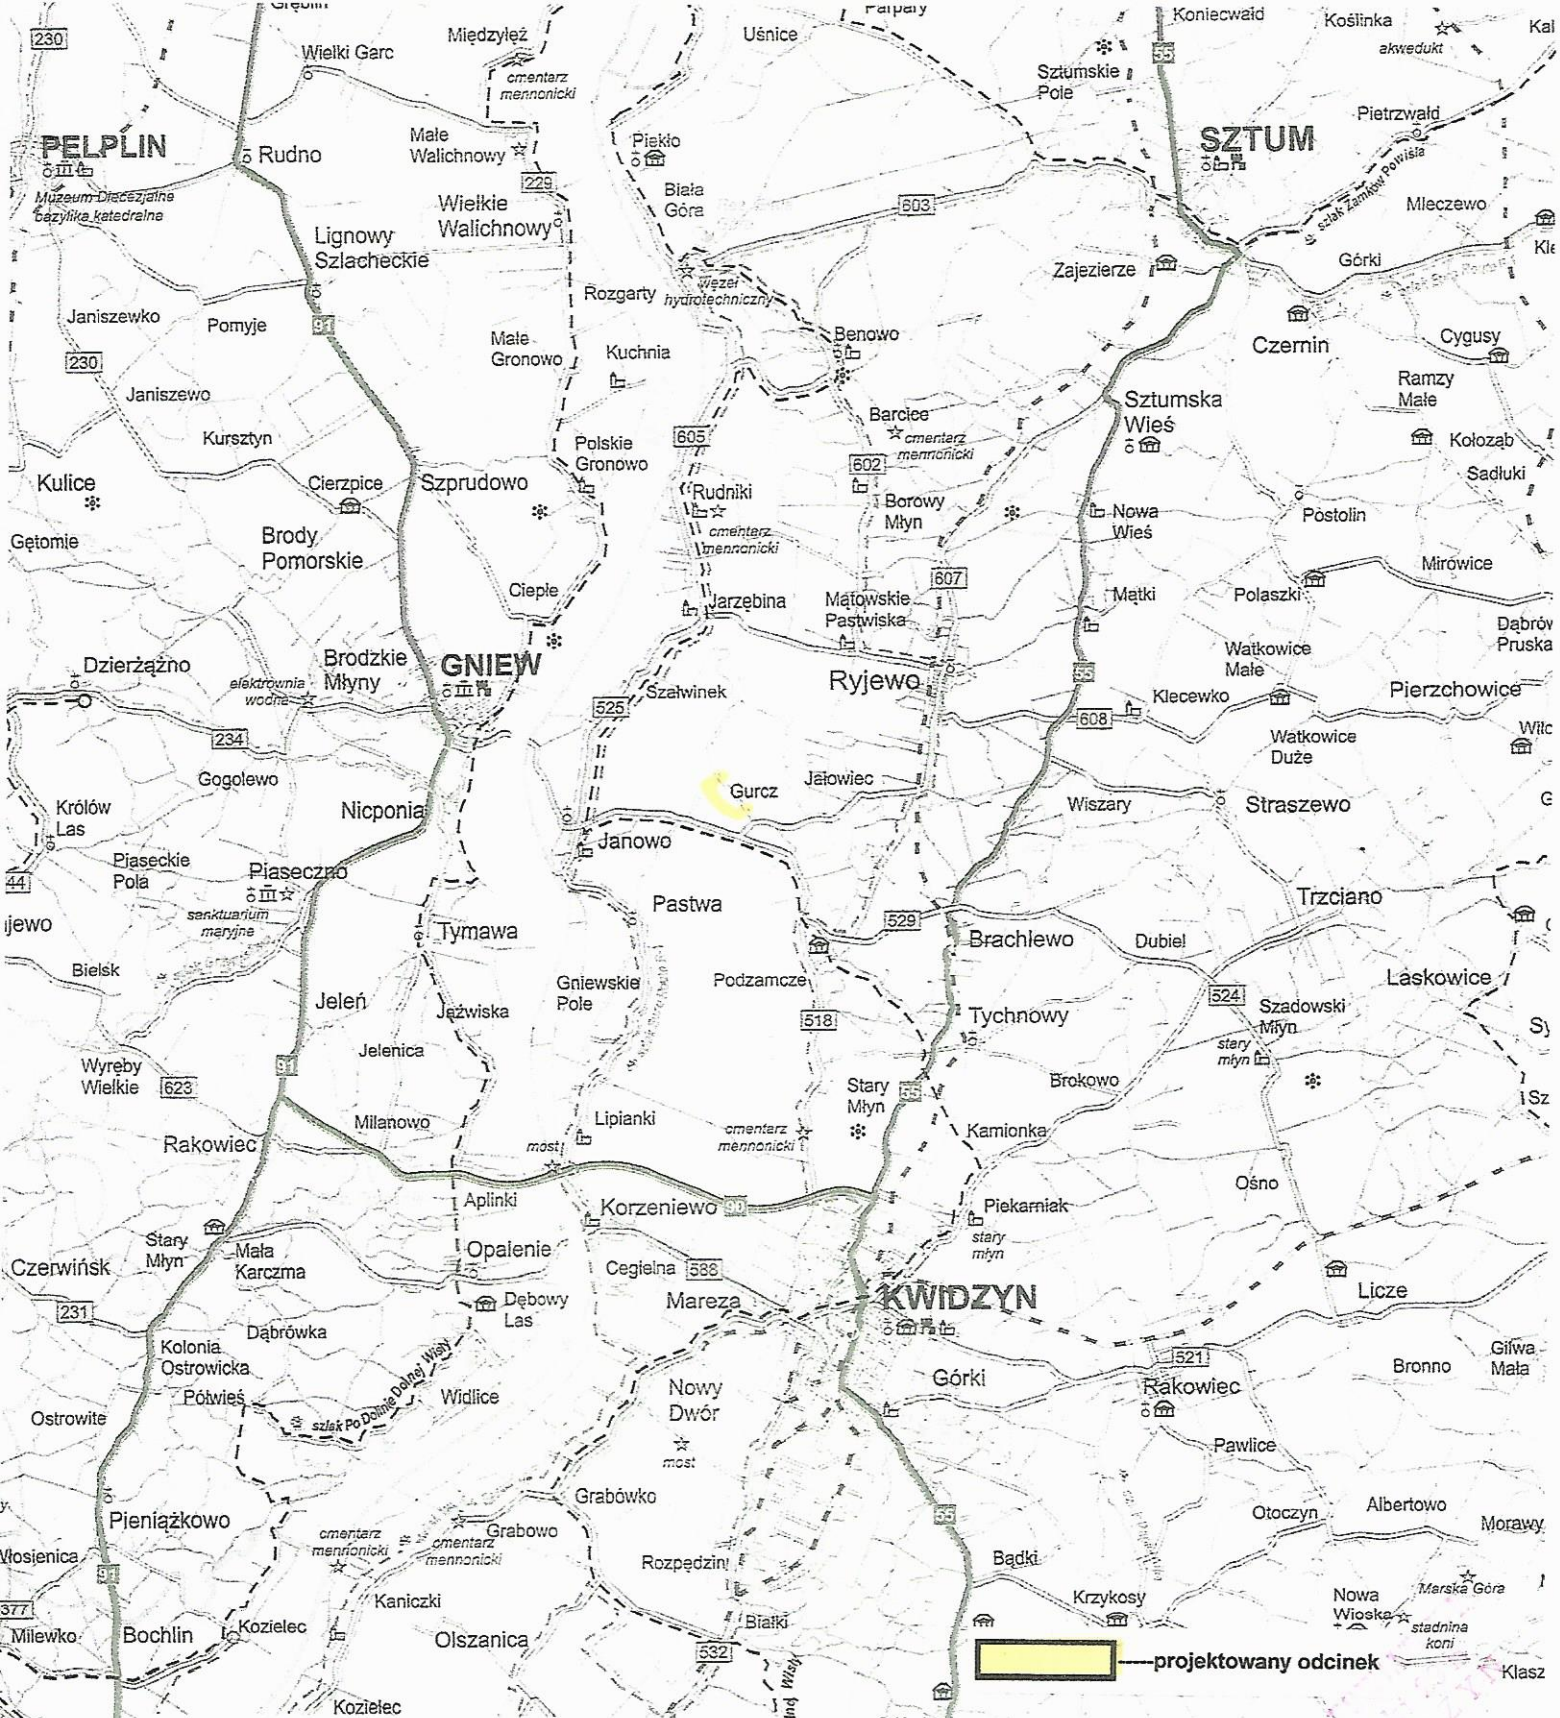 Koniecwałd
Koślinka
akwedukt
Uśnice
Międzyłęż
cmentarz
mennonicki
Wielki Garc
230
55
Sztumskie
Pole
Pietrzwałd
PELPLIN
Rudno
Małe
Walichnowy
Piekło
SZTUM
229
Muzeum Diecezjalne
bazylika katedralna
Wielkie
Walichnowy
Biała
Góra
603
szlak Zamków Powiśla
Mleczewo
Lignowy
Szlacheckie
Zajezierze
Górki
Rozgarty
węzeł
hydrotechniczny
Janiszewko
Pomyje
91
Małe
Gronowo
Kuchnia
Benowo
Czernin
Cygusy
230
Janiszewo
Sztumska
Wieś
Ramzy
Małe
Kursztyn
Polskie
Gronowo
605
Barcice
cmentarz
mennonicki
Kołoząb
602
Sadłuki
Kulice
Cierzpice
Szprudowo
Rudniki
cmentarz
mennonicki
Borowy
Młyn
Nowa
Wieś
Postolin
Gętomie
Brody
Pomorskie
Ciepłe
607
Mirowice
Jarzębina
Mątowskie
Pastwiska
Mątki
Polaszki
Dzierżążno
Brodzkie
Młyny
GNIEW
elektrownia
wodna
Ryjewo
55
Watkowice
Małe
Szałwinek
525
Klecewko
608
Pierzchowice
234
Watkowice
Duże
Gogolewo
Gurcz
Jałowiec
Wiszary
Straszewo
Królów
Las
Nicponia
Janowo
44
Piaseckie
Pola
Piaseczno
sanktuarium
maryjne
Pastwa
Trzciano
529
Tymawa
Brachlewo
Dubiel
Bielsk
Gniewskie
Pole
Podzamcze
Laskowice
524
Jeleń
Jaźwiska
518
Tychnowy
Szadowski
Młyn
stary
młyn
Jelenica
91
Wyręby
Wielkie
623
Stary
Młyn
55
Brokowo
Milanowo
Lipianki
cmentarz
mennonicki
Kamionka
Rakowiec
most
Ośno
Aplinki
Korzeniewo
90
Piekarniak
stary
młyn
Stary
Młyn
Mała
Karczma
Opalenie
Czerwińsk
Cegielna
588
Mareza
KWIDZYN
Licze
231
Dębowy
Las
Dąbrówka
Kolonia
Ostrowicka
521
Bronno
Gilwa
Mała
Półwieś
szlak Po Dolinie Dolnej Wisły
Widlice
Nowy
Dwór
Górki
Rakowiec
Ostrowite
most
Pawlice
Pieniążkowo
Grabówko
55
Otoczyn
Albertowo
Morawy
cmentarz
mennonicki
cmentarz
mennonicki
Grabowo
Rozpędziny
Bądki
91
Kaniczki
Krzykosy
Nowa
Wioska
Marska Góra
stadnina
koni
377
Milewko
Bochlin
Kozielec
Olszanica
Białki
532
-----projektowany odcinek
Kozielec